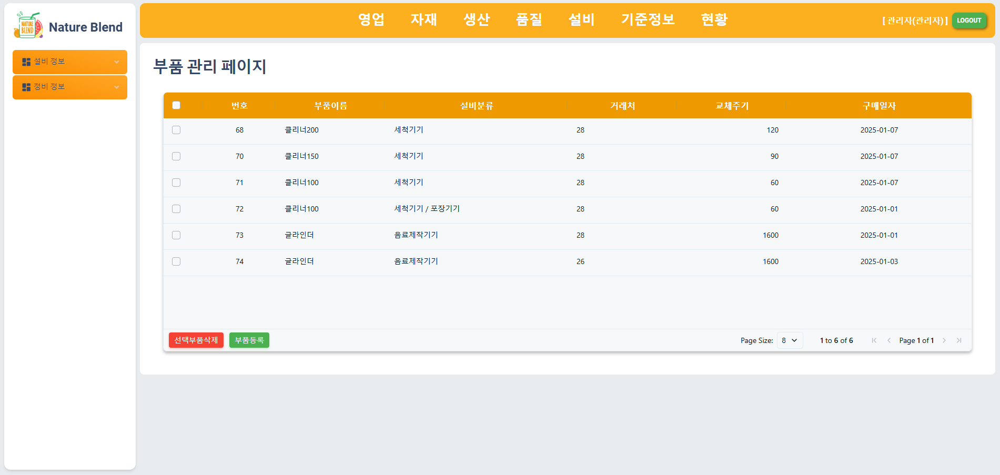 NATURE BLEND
Nature Blend
설비 정보
정비 정보
영업 자재 생산 품질 설비 기준정보 현황
[ 관리자(관리자) ] LOGOUT
부품 관리 페이지
번호 부품이름 설비분류 거래처 교체주기 구매일자
68 클리너200 세척기기 28 120 2025-01-07
70 클리너150 세척기기 28 90 2025-01-07
71 클리너100 세척기기 28 60 2025-01-07
72 클리너100 세척기기 / 포장기기 28 60 2025-01-01
73 글라인더 음료제작기기 28 1600 2025-01-01
74 글라인더 음료제작기기 26 1600 2025-01-03
선택부품삭제 부품등록 Page Size: 8 1 to 6 of 6 Page 1 of 1